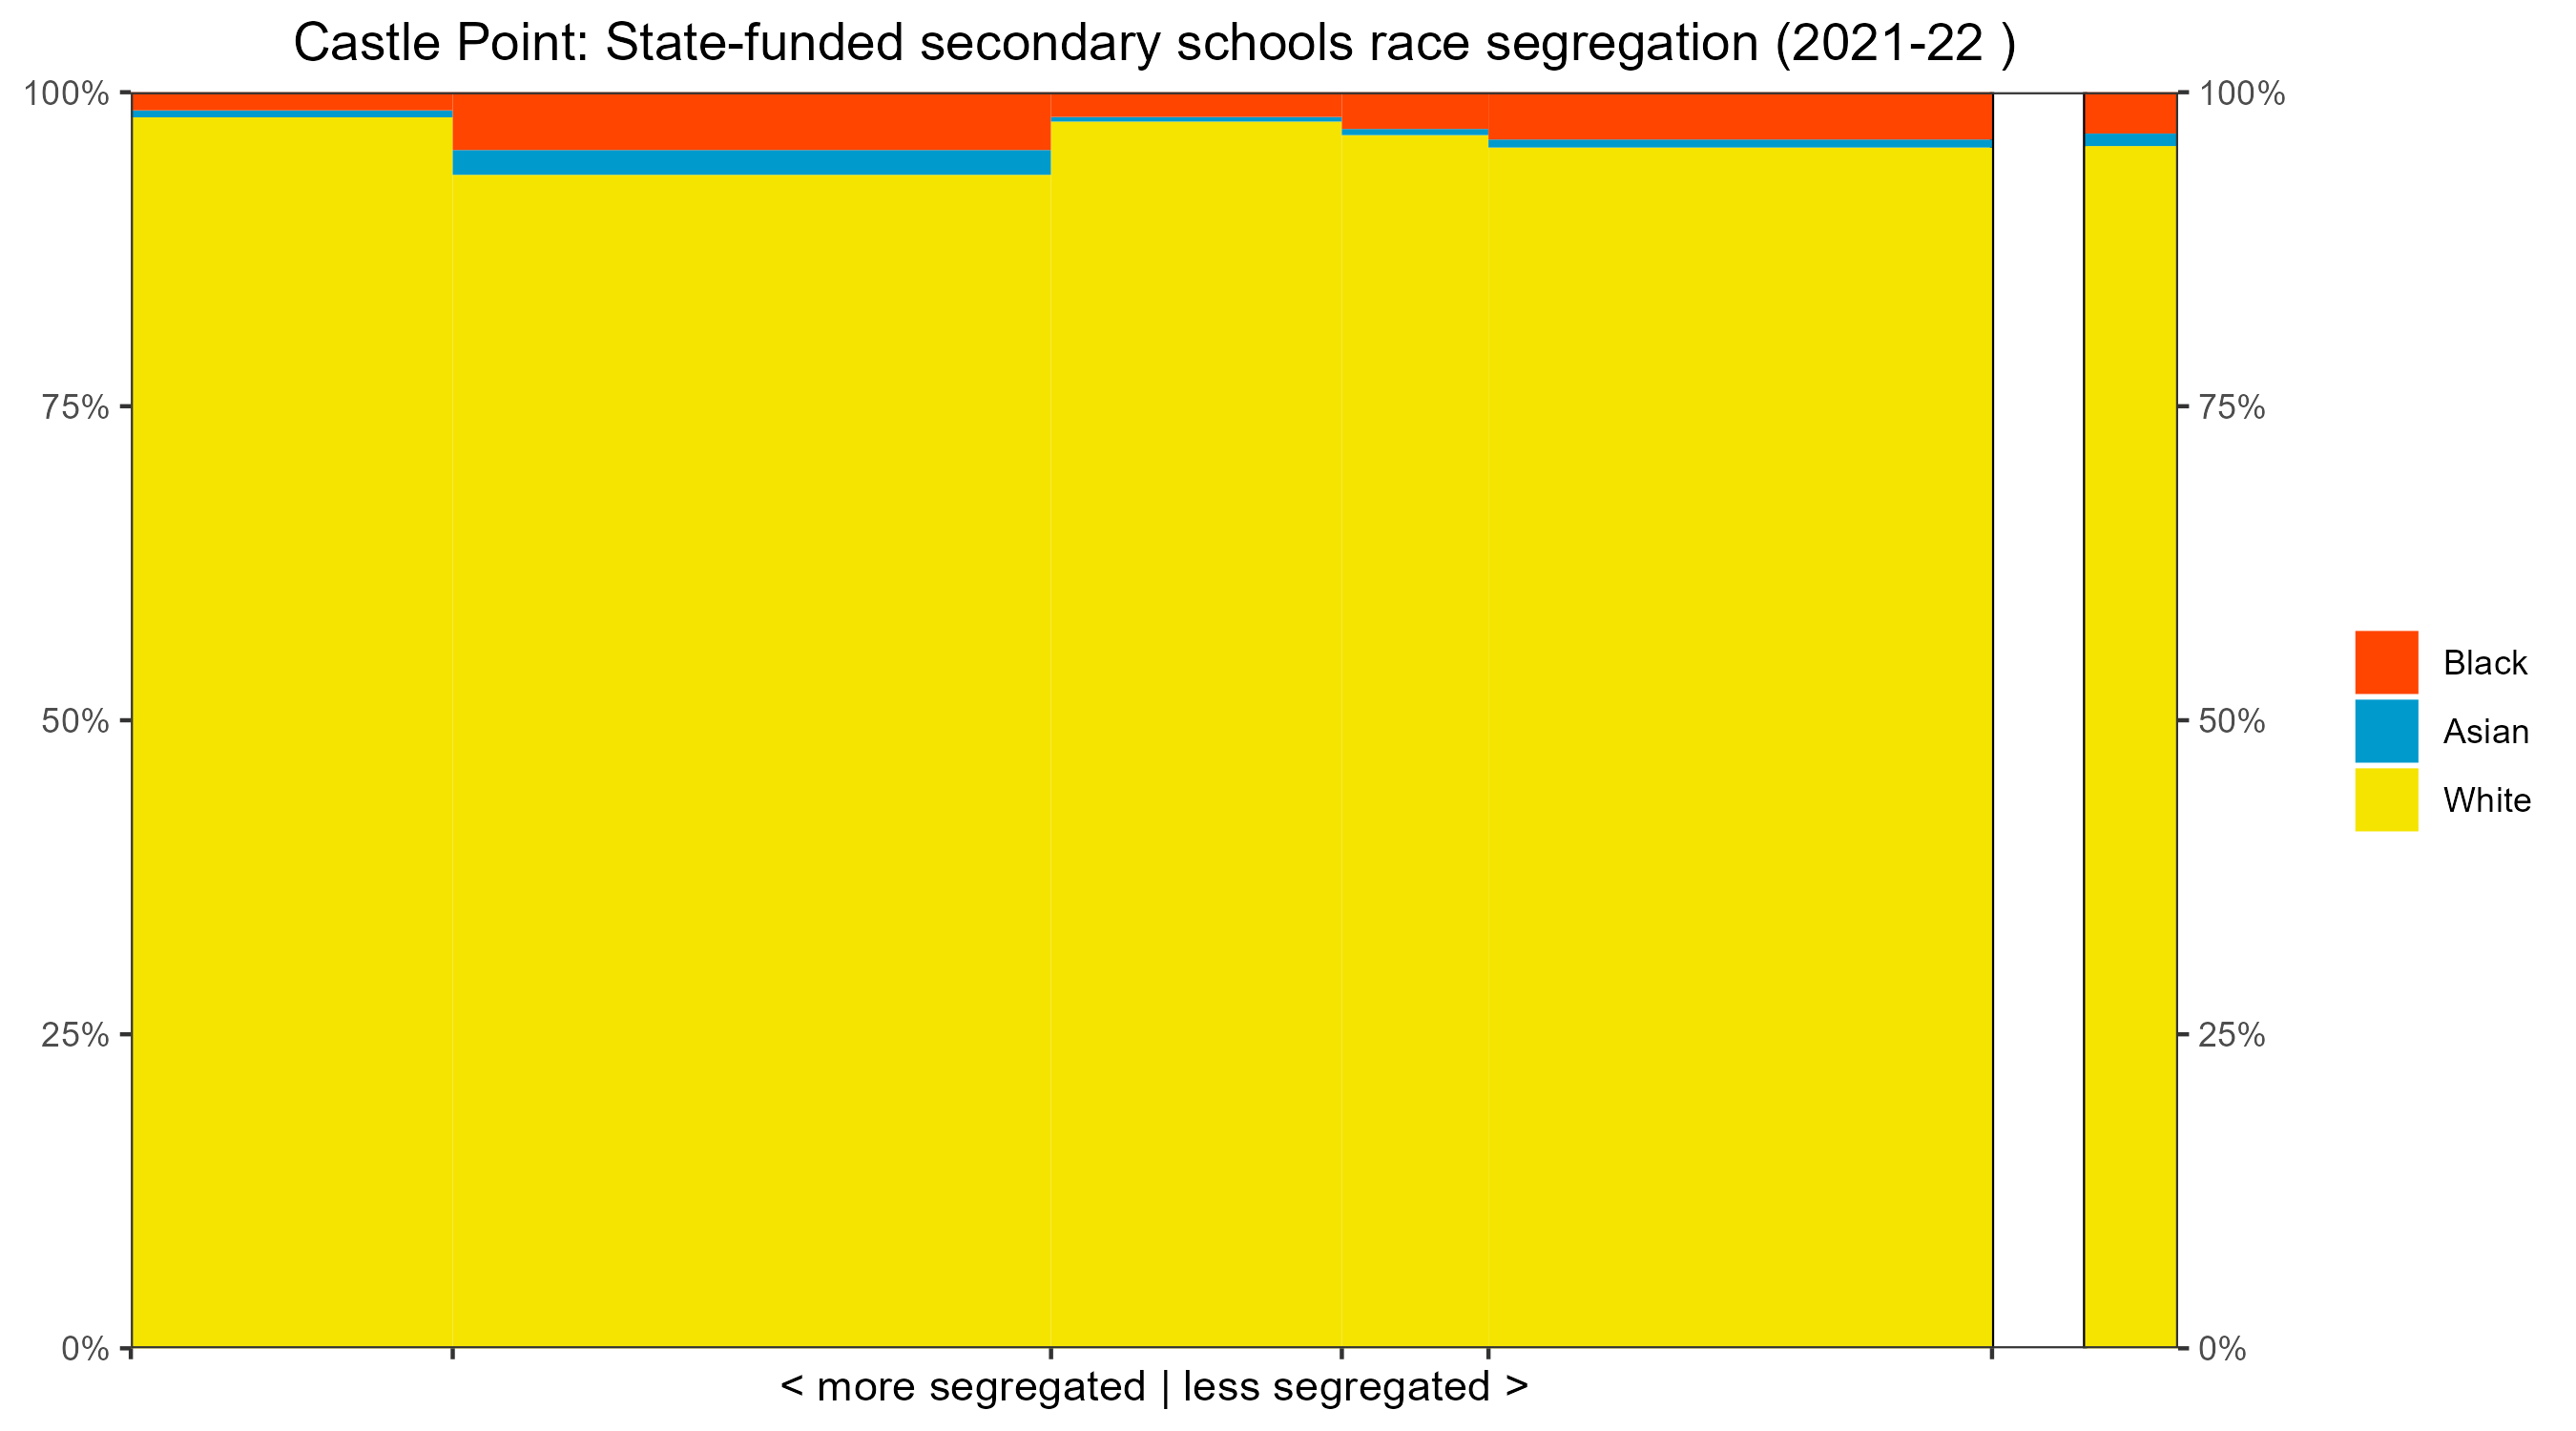 Castle Point: State-funded secondary schools race segregation (2021-22 )
100%
75%
50%
25%
0%
100%
75%
50%
25%
0%
Black
Asian
White
< more segregated | less segregated >